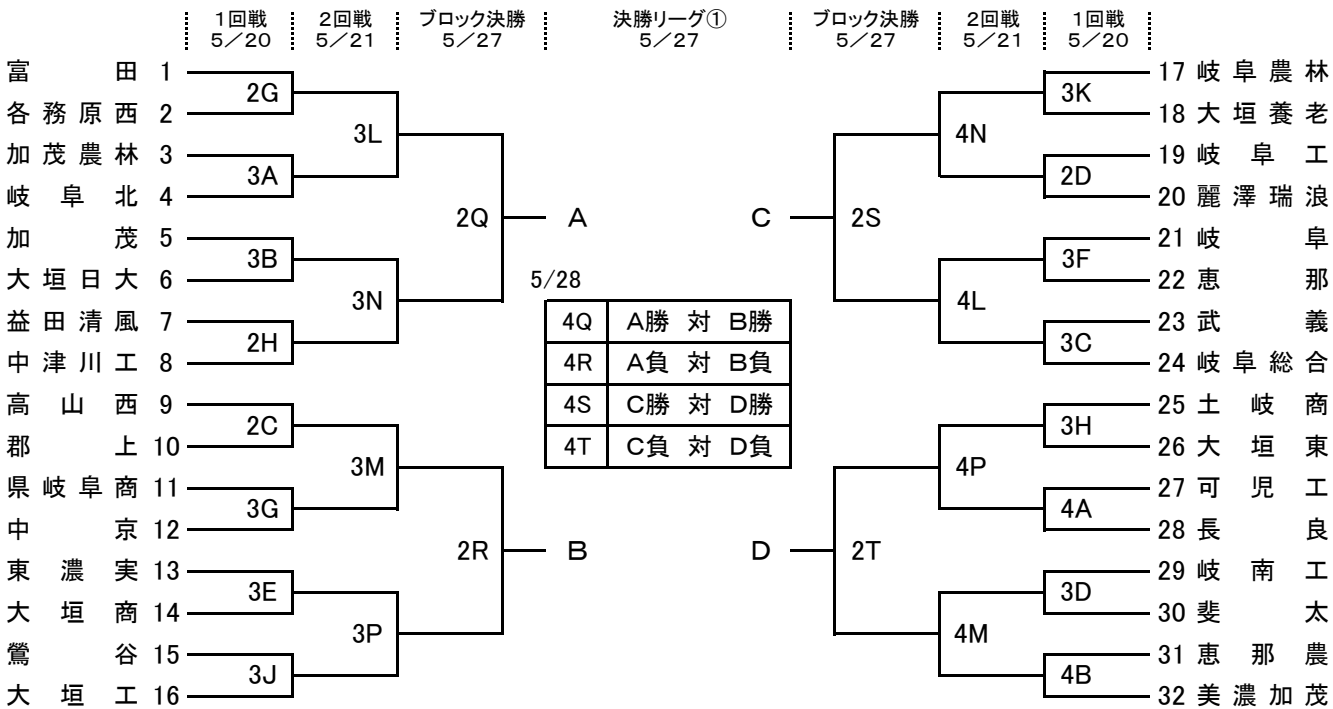 1回戦 2回戦 ブロック決勝 決勝リーグ① ブロック決勝 2回戦 1回戦
5／20 5／21 5／27 5／27 5／27 5／21 5／20
富田 1
2G
各務原西 2
3L
加茂農林 3
3A
岐阜北 4
2Q A
加茂 5
3B
大垣日大 6
3N
益田清風 7
2H
中津川工 8
高山西 9
2C
郡上 10
3M
県岐阜商 11
3G
中京 12
2R B
東濃実 13
3E
大垣商 14
3P
鶯谷 15
3J
大垣工 16
5/28
4Q A勝 対 B勝
4R A負 対 B負
4S C勝 対 D勝
4T C負 対 D負
17 岐阜農林
3K
18 大垣養老
4N
19 岐阜工
2D
20 麗澤瑞浪
C 2S
21 岐阜
3F
22 恵那
4L
23 武義
3C
24 岐阜総合
25 土岐商
3H
26 大垣東
4P
27 可児工
4A
28 長良
D 2T
29 岐南工
3D
30 斐太
4M
31 恵那農
4B
32 美濃加茂